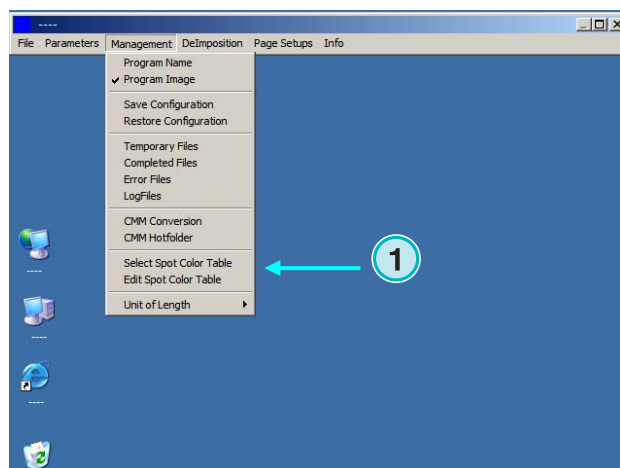 ----
File Parameters Management DeImposition Page Setups Info
Program Name
Program Image
Save Configuration
Restore Configuration
Temporary Files
Completed Files
Error Files
LogFiles
CMM Conversion
CMM Hotfolder
Select Spot Color Table
Edit Spot Color Table
Unit of Length
1
----
----
----